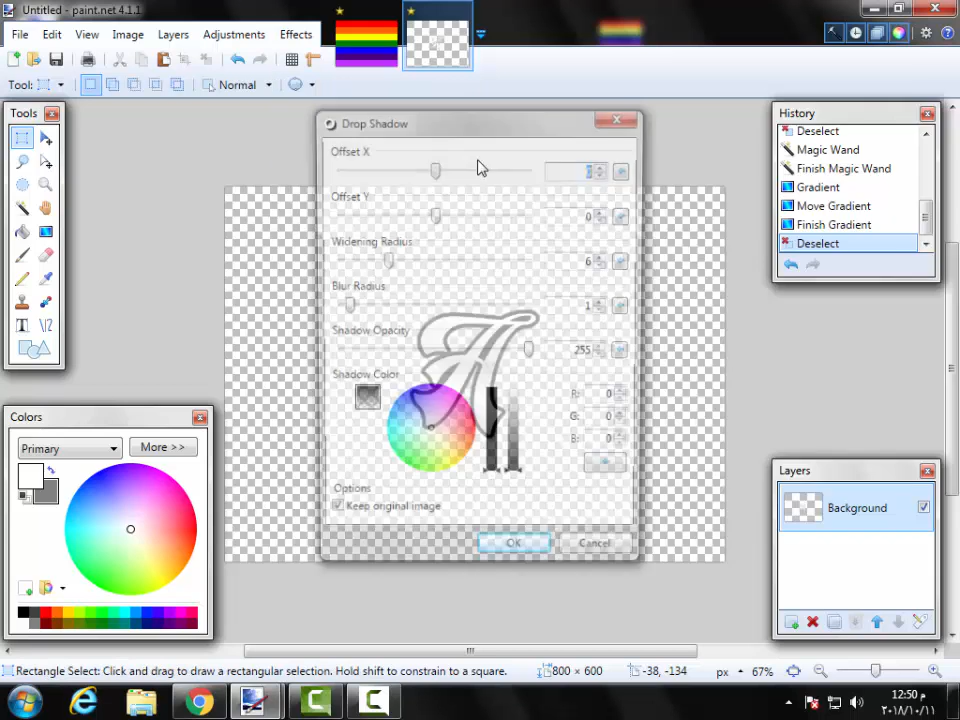 Untitled - paint.net 4.1.1
File Edit View Image Layers Adjustments Effects
Tool: Normal
Tools
History
Deselect
Magic Wand
Finish Magic Wand
Gradient
Move Gradient
Finish Gradient
Deselect
Drop Shadow
Offset X
Offset Y
0
Widening Radius
6
Blur Radius
1
Shadow Opacity
255
Shadow Color
R: 0
G: 0
B: 0
Options
Keep original image
OK Cancel
Colors
Primary More >>
Layers
Background
Rectangle Select: Click and drag to draw a rectangular selection. Hold shift to constrain to a square. 800 × 600 -38, -134 px 67%
12:50 م
٢٠١٨/١٠/١١